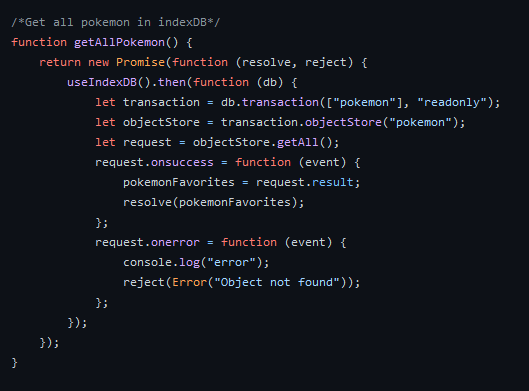 /*Get all pokemon in indexDB*/
function getAllPokemon() {
    return new Promise(function (resolve, reject) {
        useIndexDB().then(function (db) {
            let transaction = db.transaction(["pokemon"], "readonly");
            let objectStore = transaction.objectStore("pokemon");
            let request = objectStore.getAll();
            request.onsuccess = function (event) {
                pokemonFavorites = request.result;
                resolve(pokemonFavorites);
            };
            request.onerror = function (event) {
                console.log("error");
                reject(Error("Object not found"));
            };
        });
    });
}